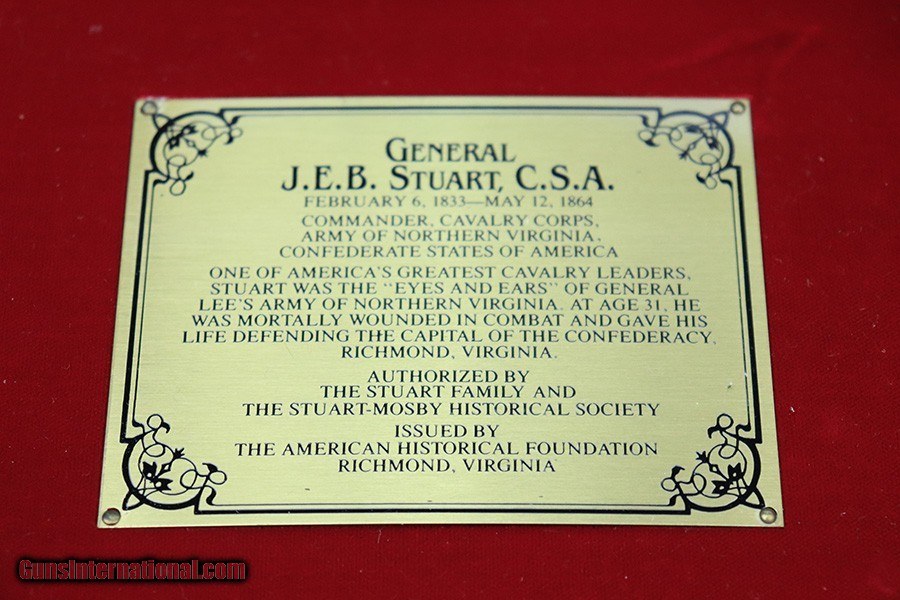 GENERAL
J.E.B. STUART, C.S.A.
FEBRUARY 6, 1833—MAY 12, 1864
COMMANDER, CAVALRY CORPS,
ARMY OF NORTHERN VIRGINIA,
CONFEDERATE STATES OF AMERICA
ONE OF AMERICA'S GREATEST CAVALRY LEADERS,
STUART WAS THE "EYES AND EARS" OF GENERAL
LEE'S ARMY OF NORTHERN VIRGINIA. AT AGE 31, HE
WAS MORTALLY WOUNDED IN COMBAT AND GAVE HIS
LIFE DEFENDING THE CAPITAL OF THE CONFEDERACY,
RICHMOND, VIRGINIA.
AUTHORIZED BY
THE STUART FAMILY AND
THE STUART-MOSBY HISTORICAL SOCIETY
ISSUED BY
THE AMERICAN HISTORICAL FOUNDATION
RICHMOND, VIRGINIA
GunsInternational.com